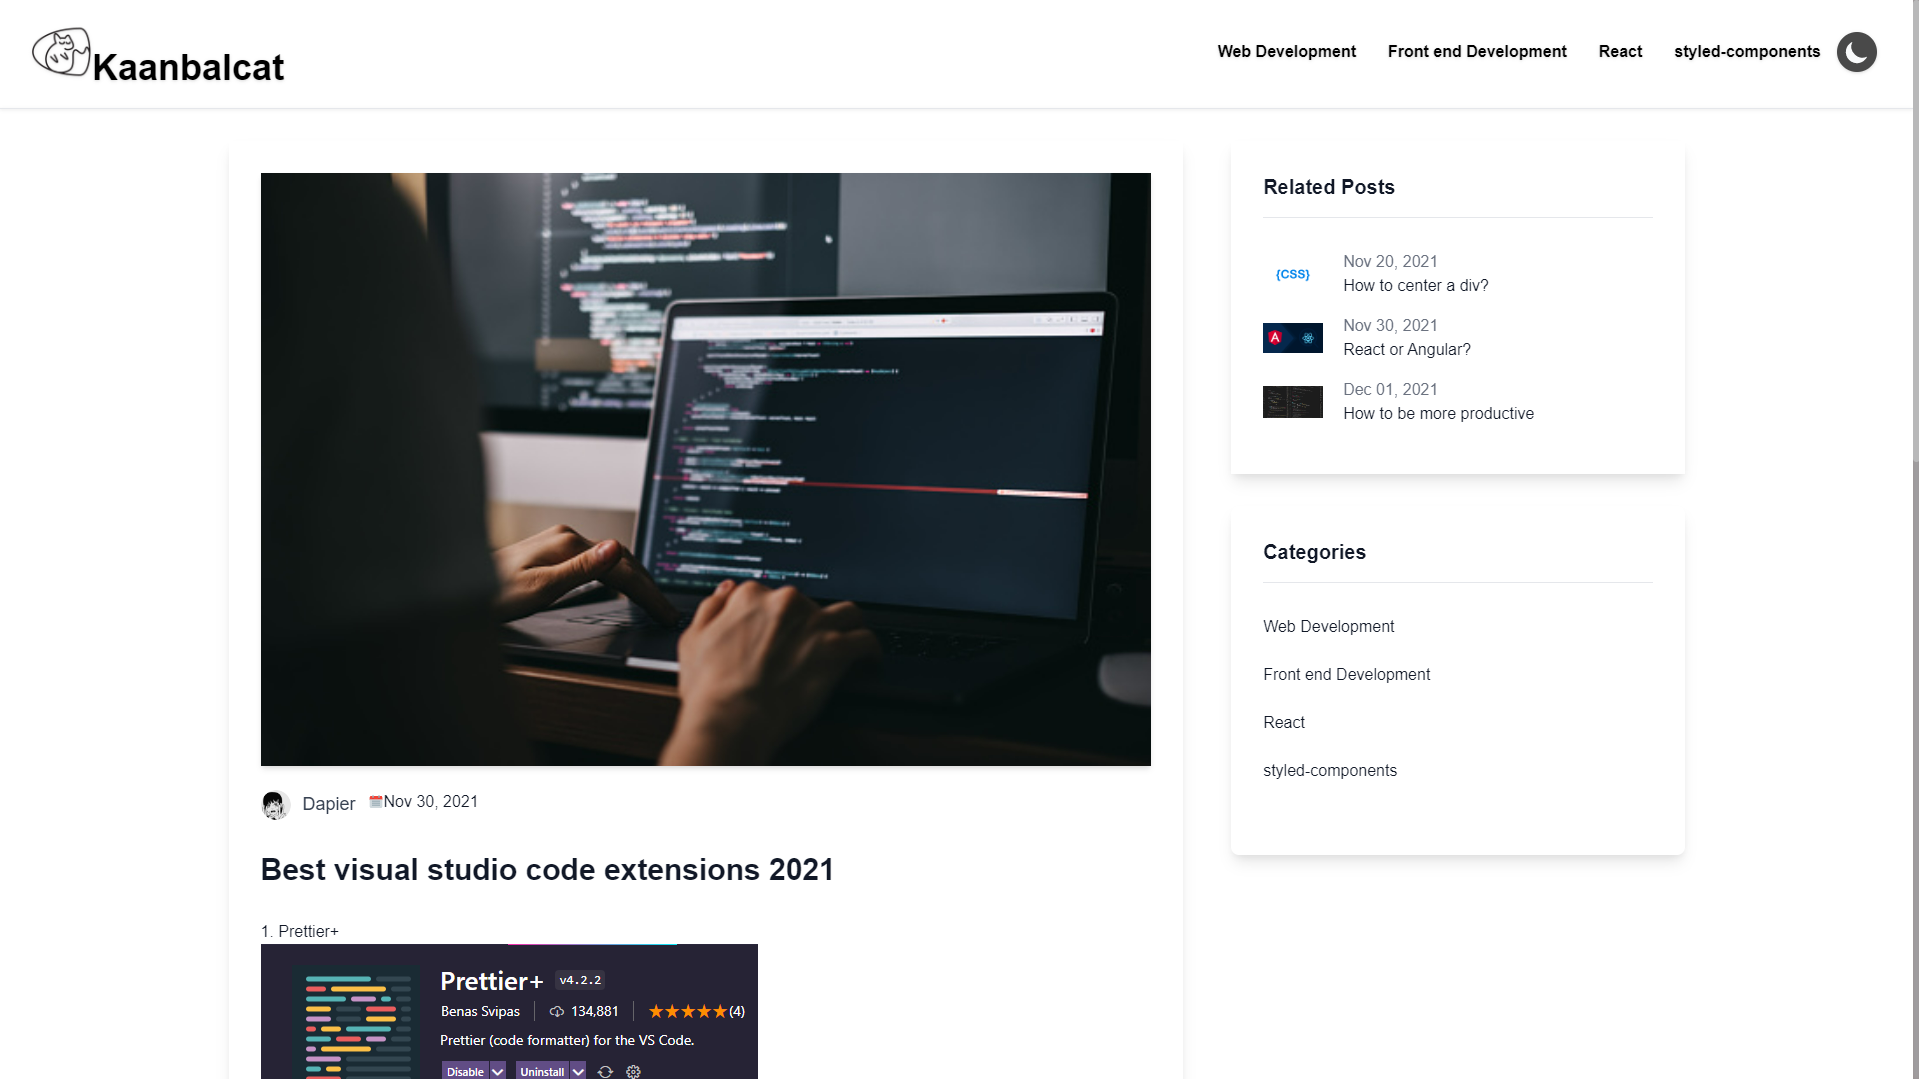 Kaanbalcat
Web Development
Front end Development
React
styled-components
Related Posts
{CSS}
Nov 20, 2021
How to center a div?
Nov 30, 2021
React or Angular?
Dec 01, 2021
How to be more productive
Categories
Web Development
Front end Development
React
styled-components
Dapier
Nov 30, 2021
Best visual studio code extensions 2021
1. Prettier+
Prettier+ v4.2.2
Benas Svipas 134,881 (4)
Prettier (code formatter) for the VS Code.
Disable Uninstall